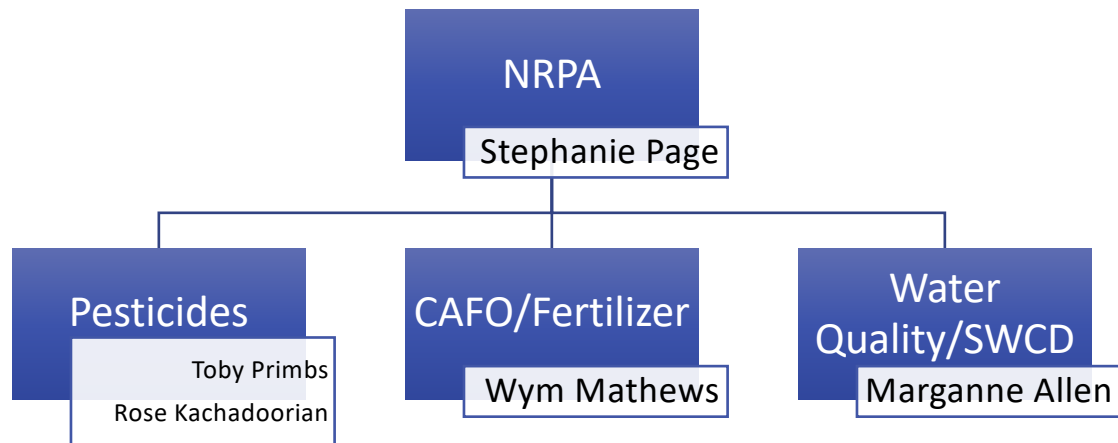 NRPA
Stephanie Page
Pesticides
Toby Primbs
Rose Kachadoorian
CAFO/Fertilizer
Wym Mathews
Water
Quality/SWCD
Marganne Allen